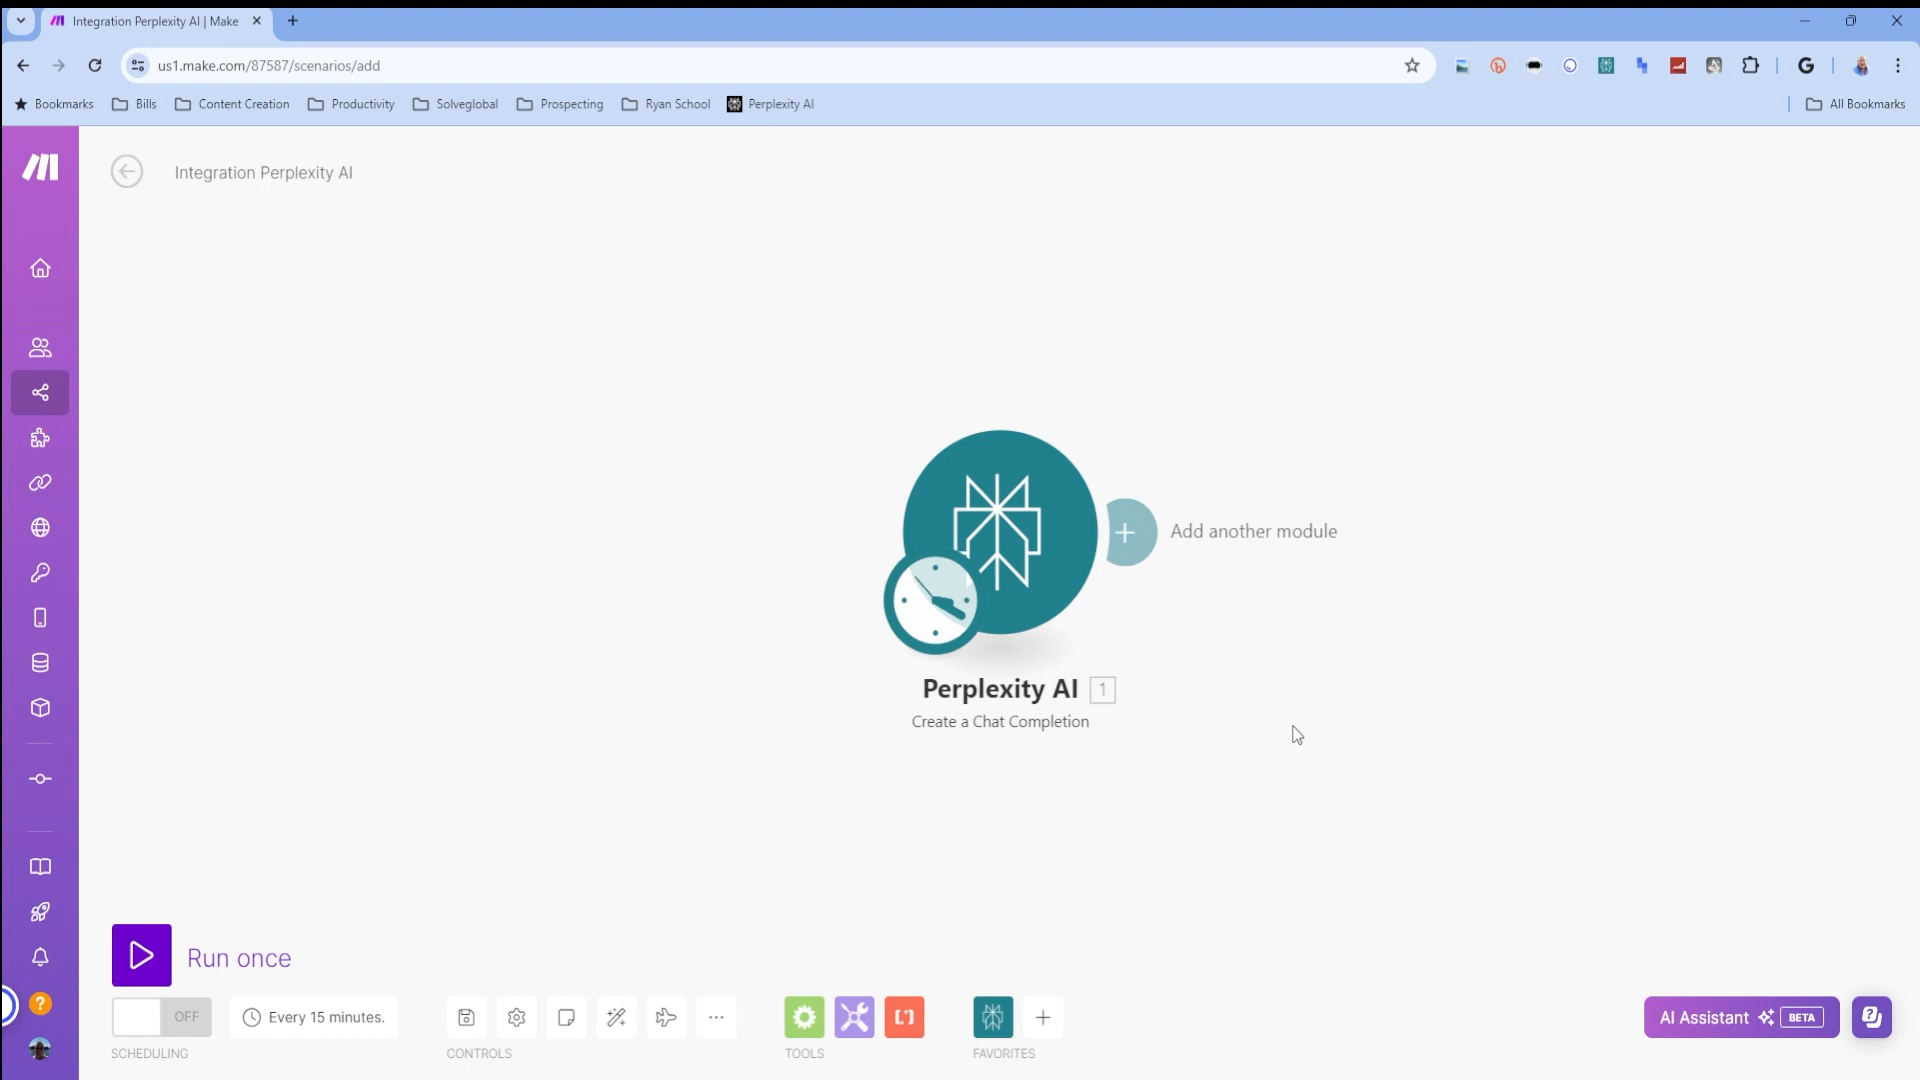 Integration Perplexity AI | Make
us1.make.com/87587/scenarios/add
Bookmarks Bills Content Creation Productivity Solveglobal Prospecting Ryan School Perplexity AI All Bookmarks
Integration Perplexity AI
Add another module
Perplexity AI 1
Create a Chat Completion
Run once
OFF Every 15 minutes.
AI Assistant BETA
SCHEDULING CONTROLS TOOLS FAVORITES